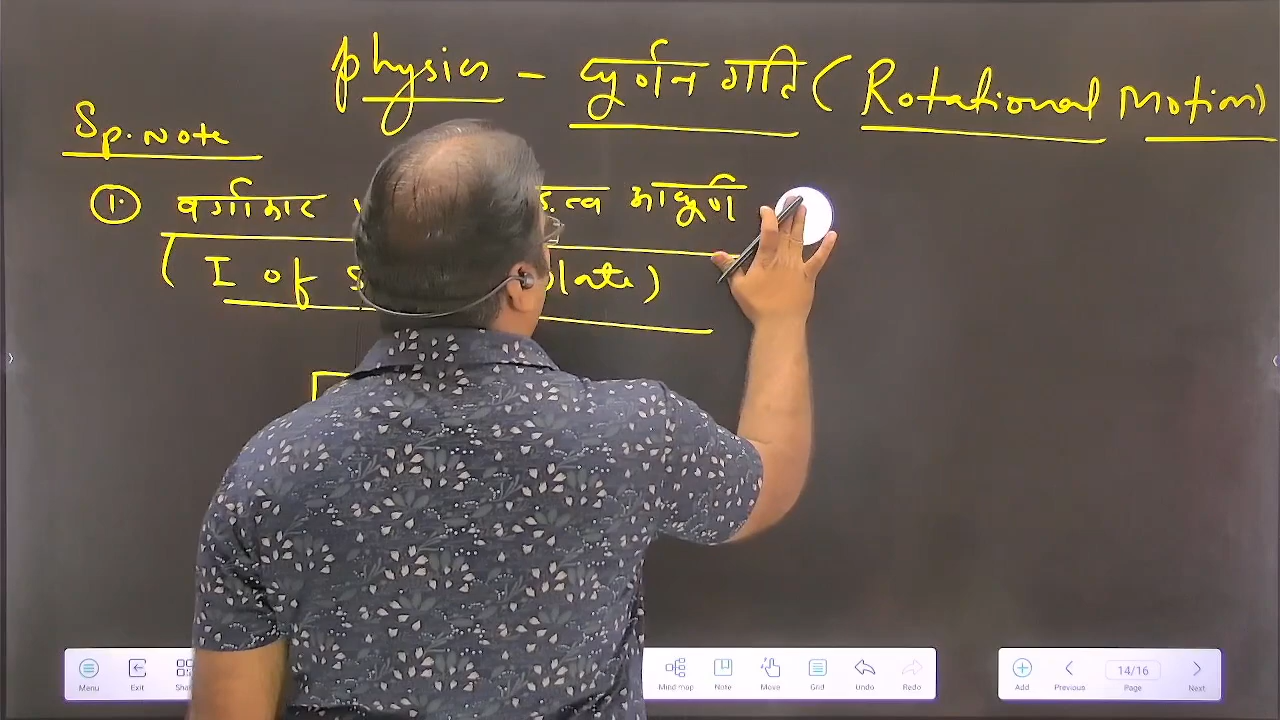 Physics - घूर्णन गति (Rotational Motion)
Sp. Note
1. वर्गाकार जड़त्व आघूर्ण
(I of plate)
Menu
Exit
Mind map
Note
Move
Grid
Undo
Redo
Add
Previous
14/16
Page
Next